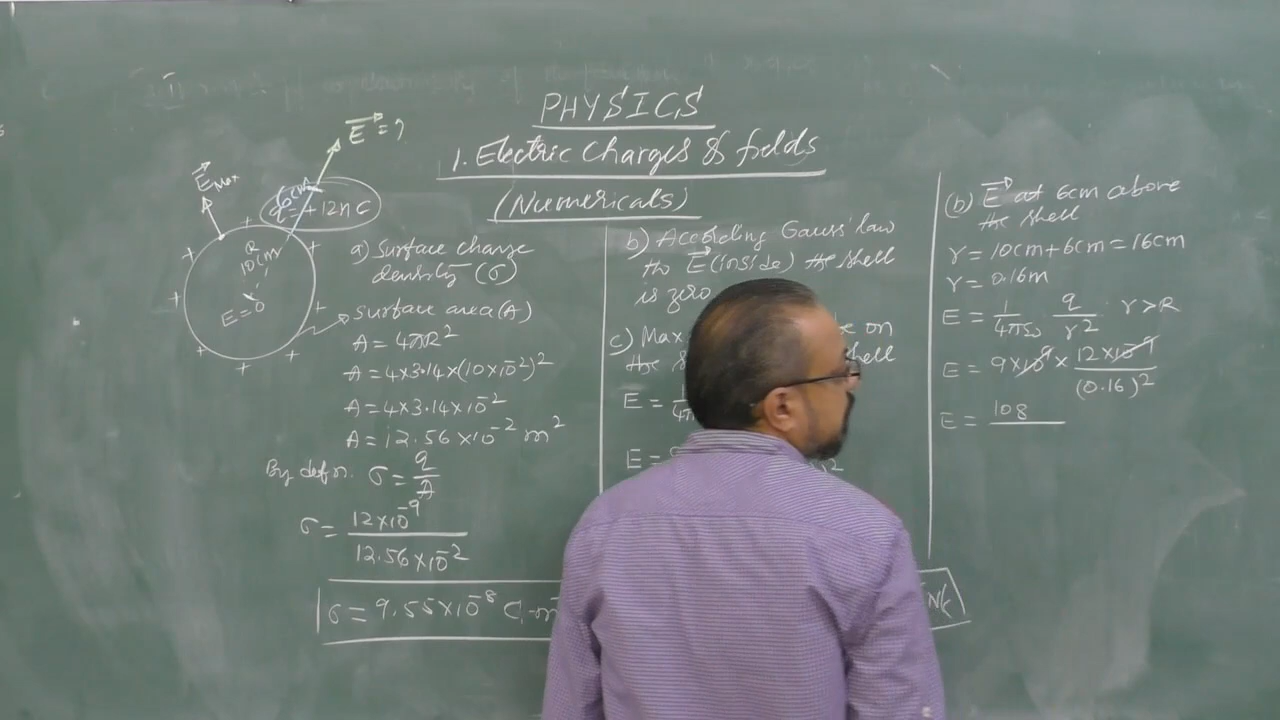 PHYSICS
1. Electric Charges & fields
(Numericals)
E⃗ = ?
E⃗Max
6cm
q = +12nC
R
10cm
E = 0
a) Surface charge
density (σ)
Surface area (A)
A = 4πR²
A = 4×3.14×(10×10⁻²)²
A = 4×3.14×10⁻²
A = 12.56×10⁻² m²
By defn. σ = q/A
σ = 12×10⁻⁹ / 12.56×10⁻²
σ = 9.55×10⁻⁸ C.m
b) According Gauss' law
the E⃗ (inside) the shell
is zero
c) Max on
the shell
E =
E =
(b) E⃗ at 6cm above
the shell
r = 10cm+6cm = 16cm
r = 0.16m
E = 1/4πε₀ q/r² r>R
E = 9×10⁹ × 12×10⁻⁹ / (0.16)²
E = 108